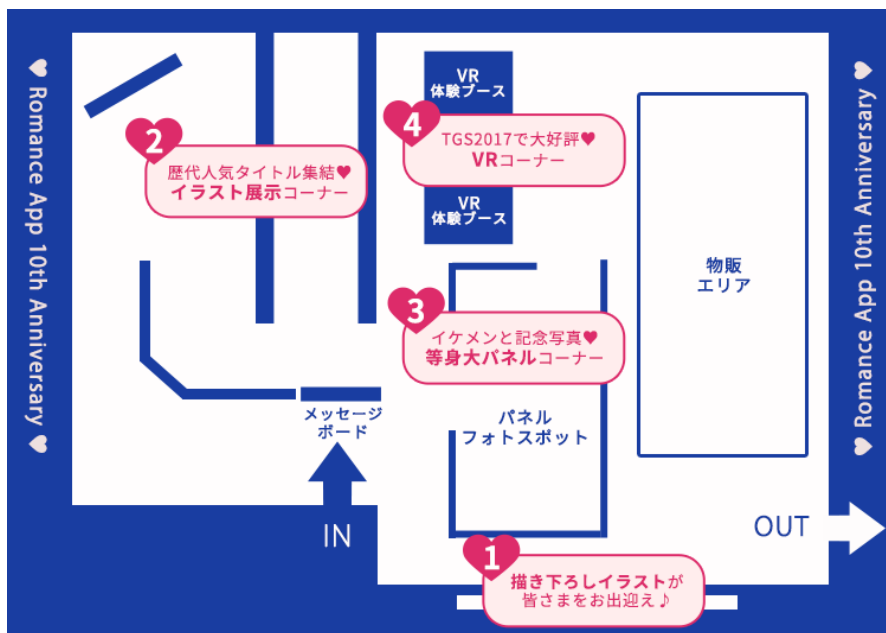 ♥ Romance App 10th Anniversary ♥
2
歴代人気タイトル集結♥
イラスト展示コーナー
VR
体験ブース
4
TGS2017で大好評♥
VRコーナー
VR
体験ブース
物販
エリア
3
イケメンと記念写真♥
等身大パネルコーナー
メッセージ
ボード
パネル
フォトスポット
IN
OUT
1
描き下ろしイラストが
皆さまをお出迎え♪
♥ Romance App 10th Anniversary ♥